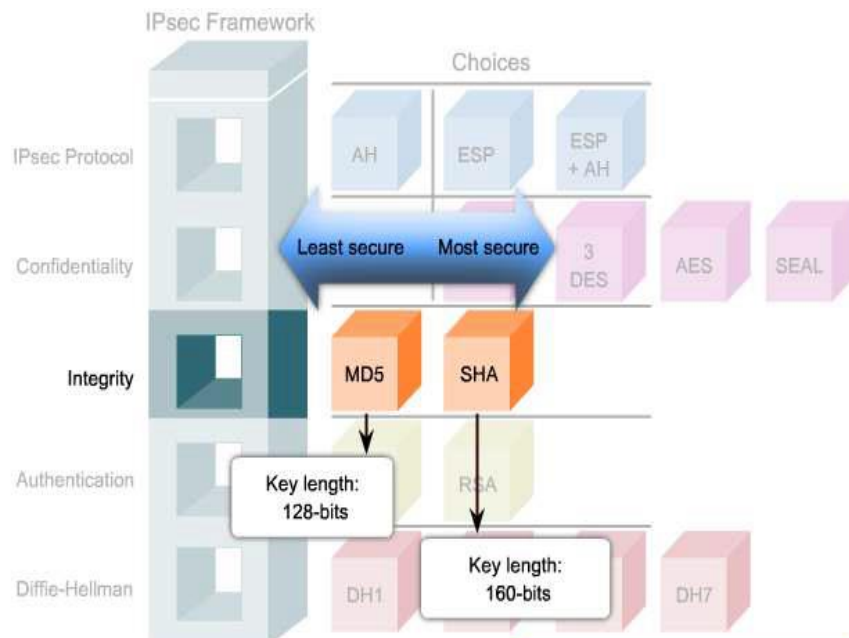 IPsec Framework
Choices
IPsec Protocol
AH
ESP
ESP
+ AH
Least secure
Most secure
Confidentiality
3
DES
AES
SEAL
Integrity
MD5
SHA
Authentication
Key length:
128-bits
RSA
Diffie-Hellman
DH1
Key length:
160-bits
DH7